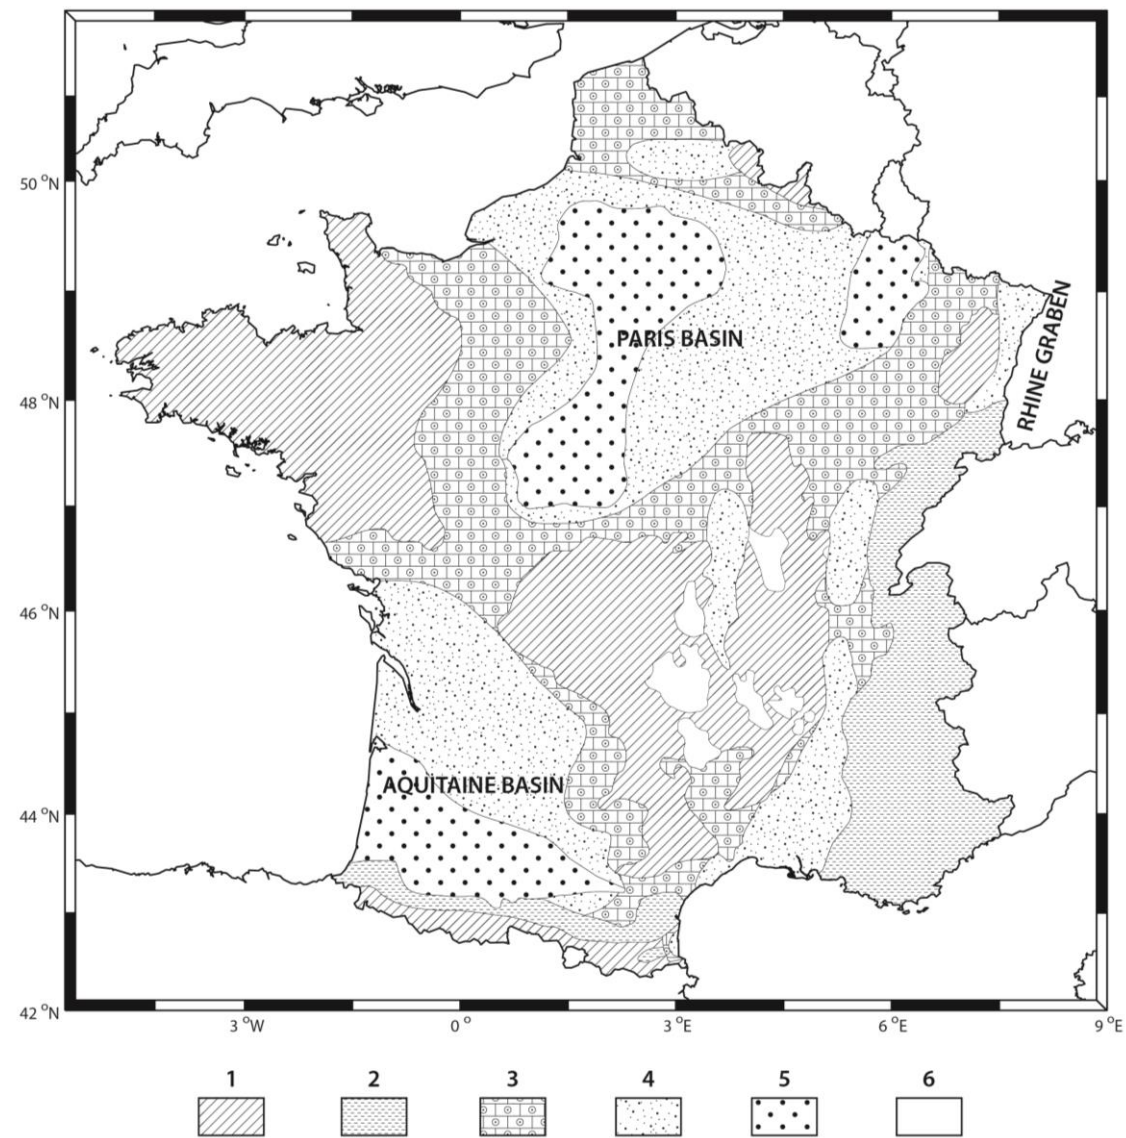 50 °N
PARIS BASIN
RHINE GRABEN
48 °N
46 °N
AQUITAINE BASIN
44 °N
42 °N
3 °W
0 °
3 °E
6 °E
9 °E
1 2 3 4 5 6